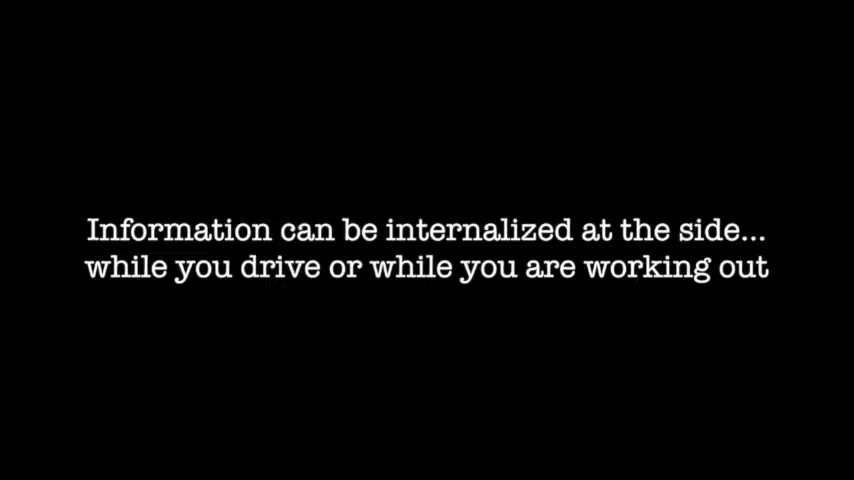 Information can be internalized at the side...
while you drive or while you are working out